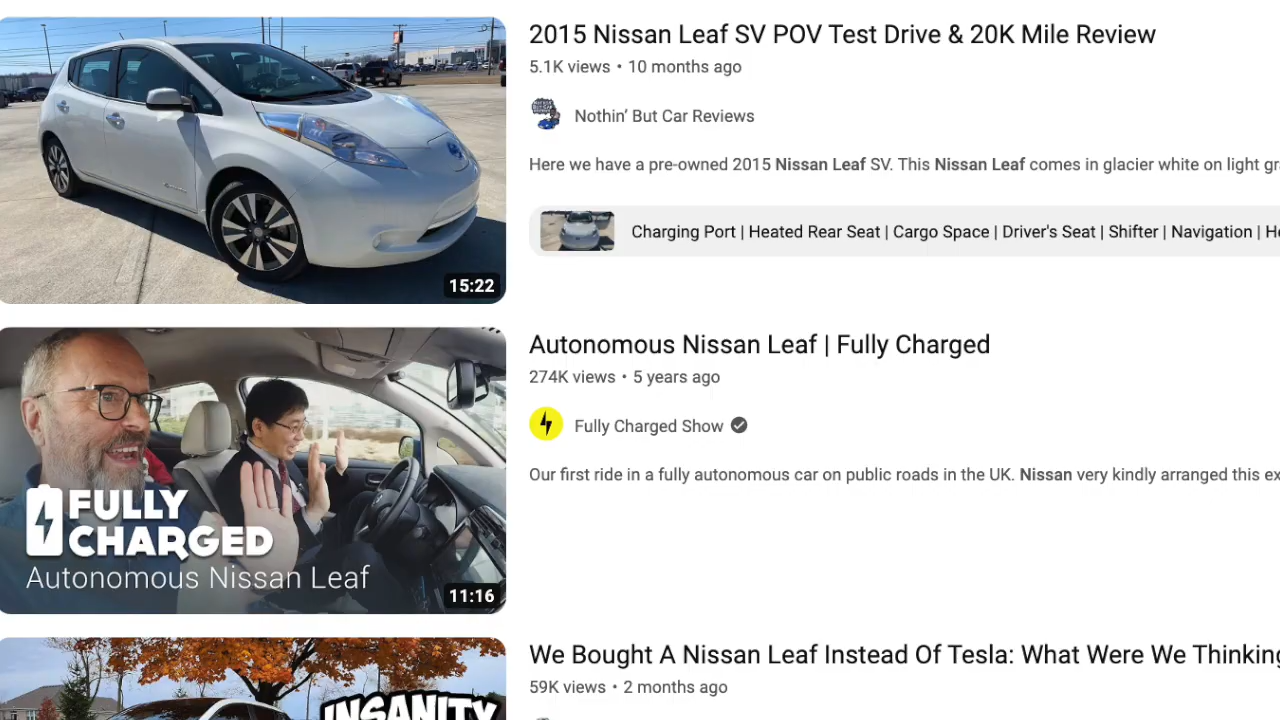 2015 Nissan Leaf SV POV Test Drive & 20K Mile Review
5.1K views • 10 months ago
Nothin' But Car Reviews
Here we have a pre-owned 2015 Nissan Leaf SV. This Nissan Leaf comes in glacier white on light
Charging Port | Heated Rear Seat | Cargo Space | Driver's Seat | Shifter | Navigation |
15:22
Autonomous Nissan Leaf | Fully Charged
274K views • 5 years ago
Fully Charged Show
Our first ride in a fully autonomous car on public roads in the UK. Nissan very kindly arranged this
FULLY
CHARGED
Autonomous Nissan Leaf
11:16
We Bought A Nissan Leaf Instead Of Tesla: What Were We Thinking
59K views • 2 months ago
INSANITY